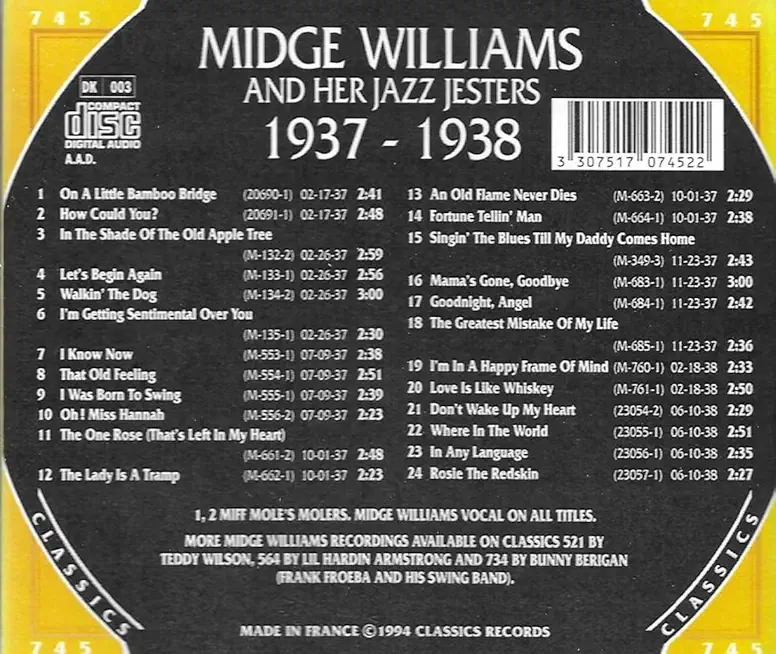 745
745
MIDGE WILLIAMS
AND HER JAZZ JESTERS
1937 - 1938
DK 003
COMPACT
disc
DIGITAL AUDIO
A.A.D.
3 307517 074522
1 On A Little Bamboo Bridge (20690-1) 02-17-37 2:41
2 How Could You? (20691-1) 02-17-37 2:48
3 In The Shade Of The Old Apple Tree
(M-132-2) 02-26-37 2:59
4 Let's Begin Again (M-133-1) 02-26-37 2:56
5 Walkin' The Dog (M-134-2) 02-26-37 3:00
6 I'm Getting Sentimental Over You
(M-135-1) 02-26-37 2:30
7 I Know Now (M-553-1) 07-09-37 2:38
8 That Old Feeling (M-554-1) 07-09-37 2:51
9 I Was Born To Swing (M-555-1) 07-09-37 2:39
10 Oh! Miss Hannah (M-556-2) 07-09-37 2:23
11 The One Rose (That's Left In My Heart)
(M-661-2) 10-01-37 2:48
12 The Lady Is A Tramp (M-662-1) 10-01-37 2:23
13 An Old Flame Never Dies (M-663-2) 10-01-37 2:29
14 Fortune Tellin' Man (M-664-1) 10-01-37 2:38
15 Singin' The Blues Till My Daddy Comes Home
(M-349-3) 11-23-37 2:43
16 Mama's Gone, Goodbye (M-683-1) 11-23-37 3:00
17 Goodnight, Angel (M-684-1) 11-23-37 2:42
18 The Greatest Mistake Of My Life
(M-685-1) 11-23-37 2:36
19 I'm In A Happy Frame Of Mind (M-760-1) 02-18-38 2:33
20 Love Is Like Whiskey (M-761-1) 02-18-38 2:50
21 Don't Wake Up My Heart (23054-2) 06-10-38 2:29
22 Where In The World (23055-1) 06-10-38 2:51
23 In Any Language (23056-1) 06-10-38 2:35
24 Rosie The Redskin (23057-1) 06-10-38 2:27
1, 2 MIFF MOLE'S MOLERS. MIDGE WILLIAMS VOCAL ON ALL TITLES.
MORE MIDGE WILLIAMS RECORDINGS AVAILABLE ON CLASSICS 521 BY
TEDDY WILSON, 564 BY LIL HARDIN ARMSTRONG AND 734 BY BUNNY BERIGAN
(FRANK FROEBA AND HIS SWING BAND).
CLASSICS
CLASSICS
MADE IN FRANCE ©1994 CLASSICS RECORDS
745
745